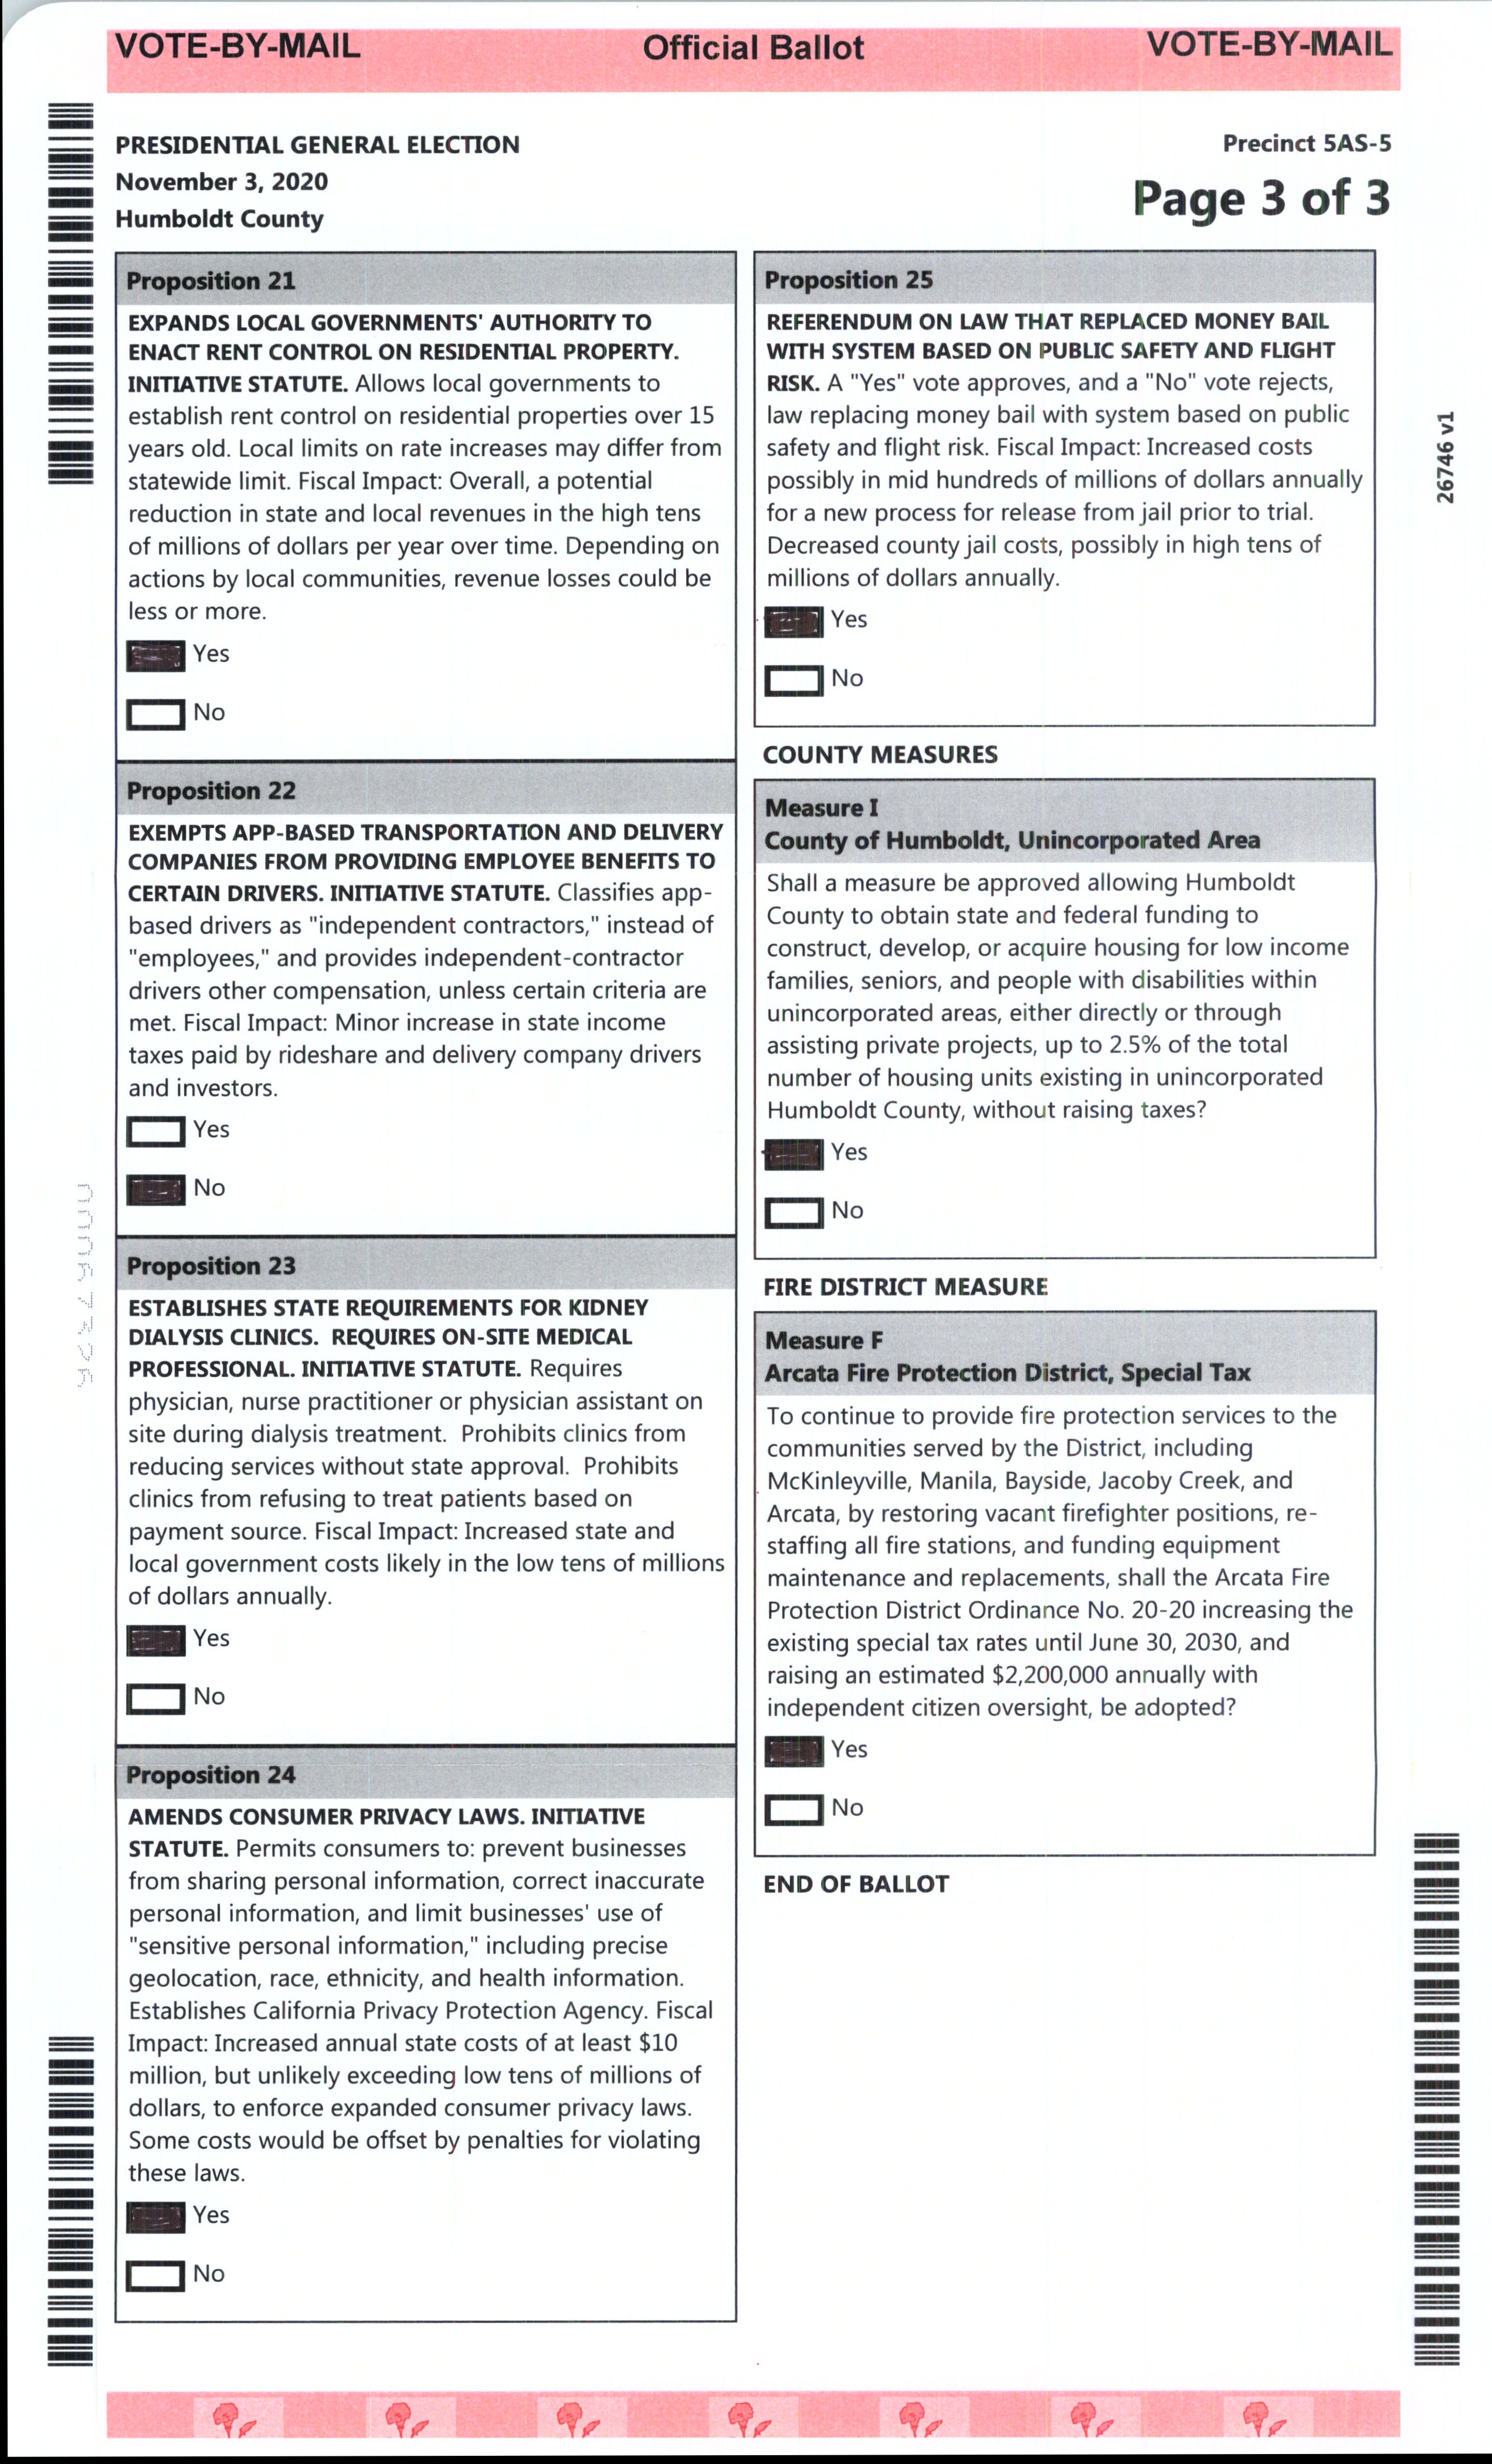 VOTE-BY-MAIL Official Ballot VOTE-BY-MAIL
PRESIDENTIAL GENERAL ELECTION
November 3, 2020
Humboldt County
Precinct 5AS-5
Page 3 of 3
Proposition 21
EXPANDS LOCAL GOVERNMENTS' AUTHORITY TO
ENACT RENT CONTROL ON RESIDENTIAL PROPERTY.
INITIATIVE STATUTE. Allows local governments to
establish rent control on residential properties over 15
years old. Local limits on rate increases may differ from
statewide limit. Fiscal Impact: Overall, a potential
reduction in state and local revenues in the high tens
of millions of dollars per year over time. Depending on
actions by local communities, revenue losses could be
less or more.
Yes
No
Proposition 22
EXEMPTS APP-BASED TRANSPORTATION AND DELIVERY
COMPANIES FROM PROVIDING EMPLOYEE BENEFITS TO
CERTAIN DRIVERS. INITIATIVE STATUTE. Classifies app-
based drivers as "independent contractors," instead of
"employees," and provides independent-contractor
drivers other compensation, unless certain criteria are
met. Fiscal Impact: Minor increase in state income
taxes paid by rideshare and delivery company drivers
and investors.
Yes
No
Proposition 23
ESTABLISHES STATE REQUIREMENTS FOR KIDNEY
DIALYSIS CLINICS. REQUIRES ON-SITE MEDICAL
PROFESSIONAL. INITIATIVE STATUTE. Requires
physician, nurse practitioner or physician assistant on
site during dialysis treatment. Prohibits clinics from
reducing services without state approval. Prohibits
clinics from refusing to treat patients based on
payment source. Fiscal Impact: Increased state and
local government costs likely in the low tens of millions
of dollars annually.
Yes
No
Proposition 24
AMENDS CONSUMER PRIVACY LAWS. INITIATIVE
STATUTE. Permits consumers to: prevent businesses
from sharing personal information, correct inaccurate
personal information, and limit businesses' use of
"sensitive personal information," including precise
geolocation, race, ethnicity, and health information.
Establishes California Privacy Protection Agency. Fiscal
Impact: Increased annual state costs of at least $10
million, but unlikely exceeding low tens of millions of
dollars, to enforce expanded consumer privacy laws.
Some costs would be offset by penalties for violating
these laws.
Yes
No
Proposition 25
REFERENDUM ON LAW THAT REPLACED MONEY BAIL
WITH SYSTEM BASED ON PUBLIC SAFETY AND FLIGHT
RISK. A "Yes" vote approves, and a "No" vote rejects,
law replacing money bail with system based on public
safety and flight risk. Fiscal Impact: Increased costs
possibly in mid hundreds of millions of dollars annually
for a new process for release from jail prior to trial.
Decreased county jail costs, possibly in high tens of
millions of dollars annually.
Yes
No
COUNTY MEASURES
Measure I
County of Humboldt, Unincorporated Area
Shall a measure be approved allowing Humboldt
County to obtain state and federal funding to
construct, develop, or acquire housing for low income
families, seniors, and people with disabilities within
unincorporated areas, either directly or through
assisting private projects, up to 2.5% of the total
number of housing units existing in unincorporated
Humboldt County, without raising taxes?
Yes
No
FIRE DISTRICT MEASURE
Measure F
Arcata Fire Protection District, Special Tax
To continue to provide fire protection services to the
communities served by the District, including
McKinleyville, Manila, Bayside, Jacoby Creek, and
Arcata, by restoring vacant firefighter positions, re-
staffing all fire stations, and funding equipment
maintenance and replacements, shall the Arcata Fire
Protection District Ordinance No. 20-20 increasing the
existing special tax rates until June 30, 2030, and
raising an estimated $2,200,000 annually with
independent citizen oversight, be adopted?
Yes
No
END OF BALLOT
26746 v1